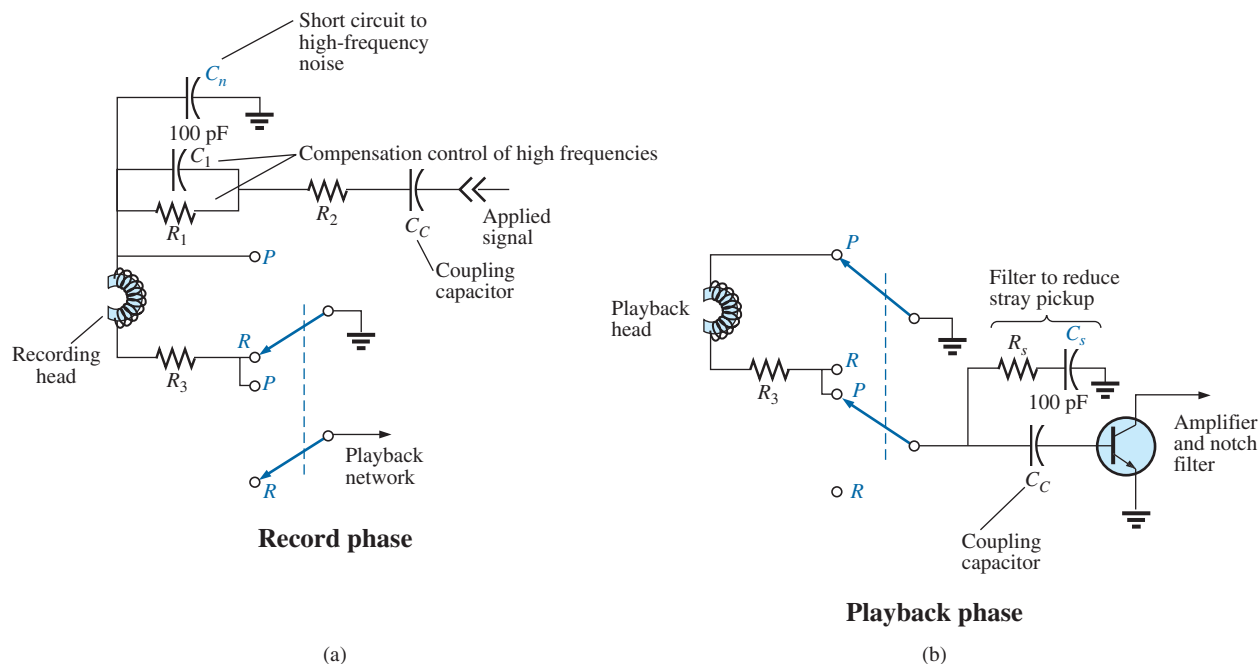 Short circuit to
high-frequency
noise
Cn
100 pF
C1
Compensation control of high frequencies
R1
R2
CC
Applied
signal
Coupling
capacitor
P
Recording
head
R3
R
P
Playback
network
R
Record phase
(a)
P
Playback
head
Filter to reduce
stray pickup
Rs
Cs
100 pF
R3
R
P
R
CC
Coupling
capacitor
Amplifier
and notch
filter
Playback phase
(b)